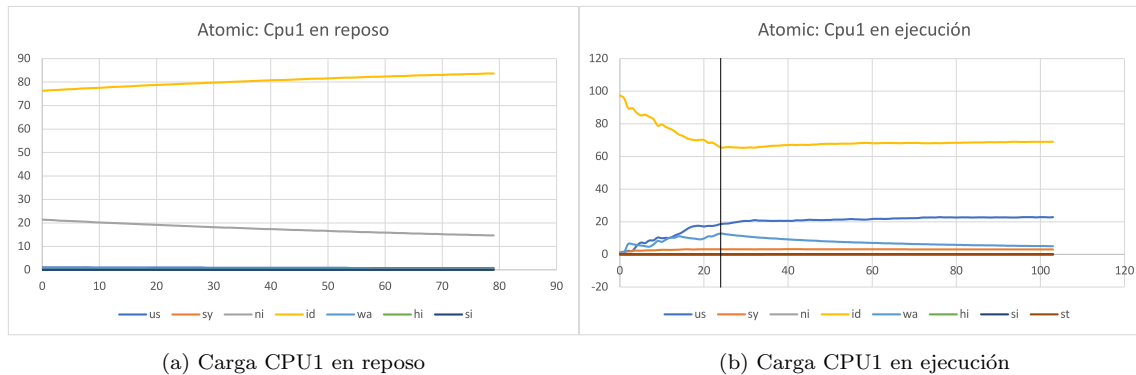 Atomic: Cpu1 en reposo
90
80
70
60
50
40
30
20
10
0
0 10 20 30 40 50 60 70 80 90
us sy ni id wa hi si
(a) Carga CPU1 en reposo
Atomic: Cpu1 en ejecución
120
100
80
60
40
20
0
-20
0 20 40 60 80 100 120
us sy ni id wa hi si st
(b) Carga CPU1 en ejecución